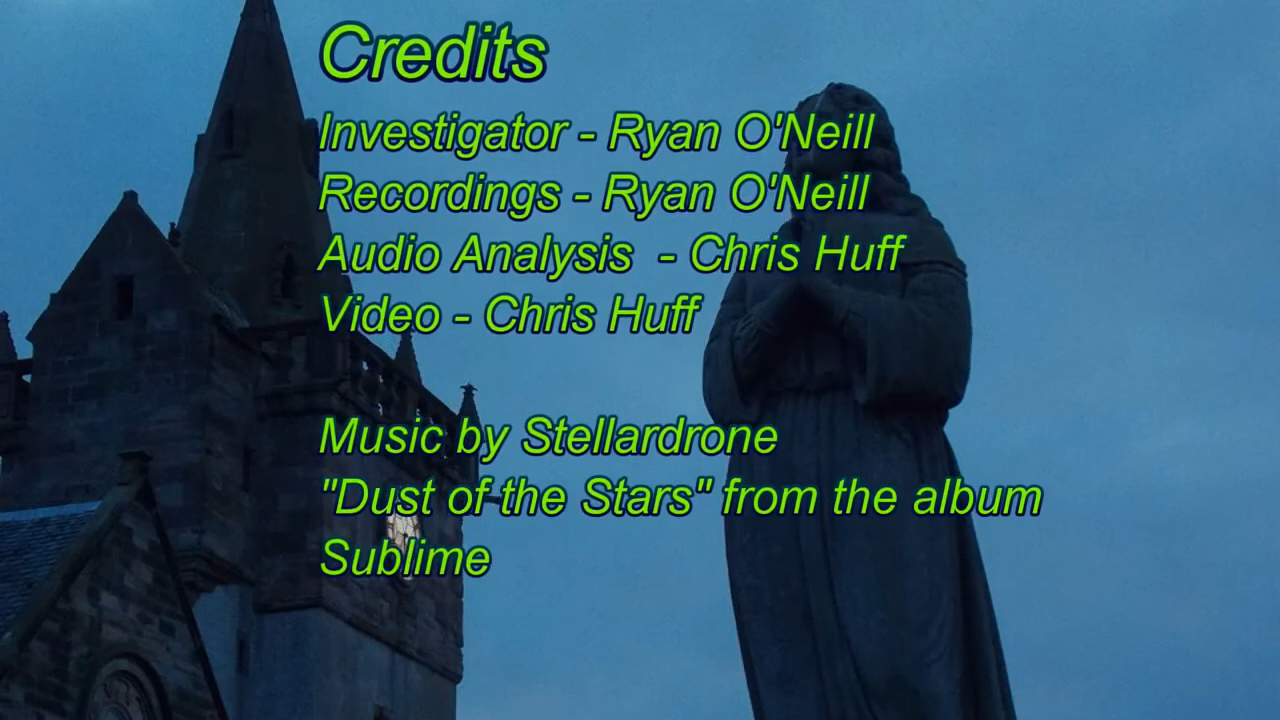 Credits
Investigator - Ryan O'Neill
Recordings - Ryan O'Neill
Audio Analysis  - Chris Huff
Video - Chris Huff
Music by Stellardrone
"Dust of the Stars" from the album
Sublime